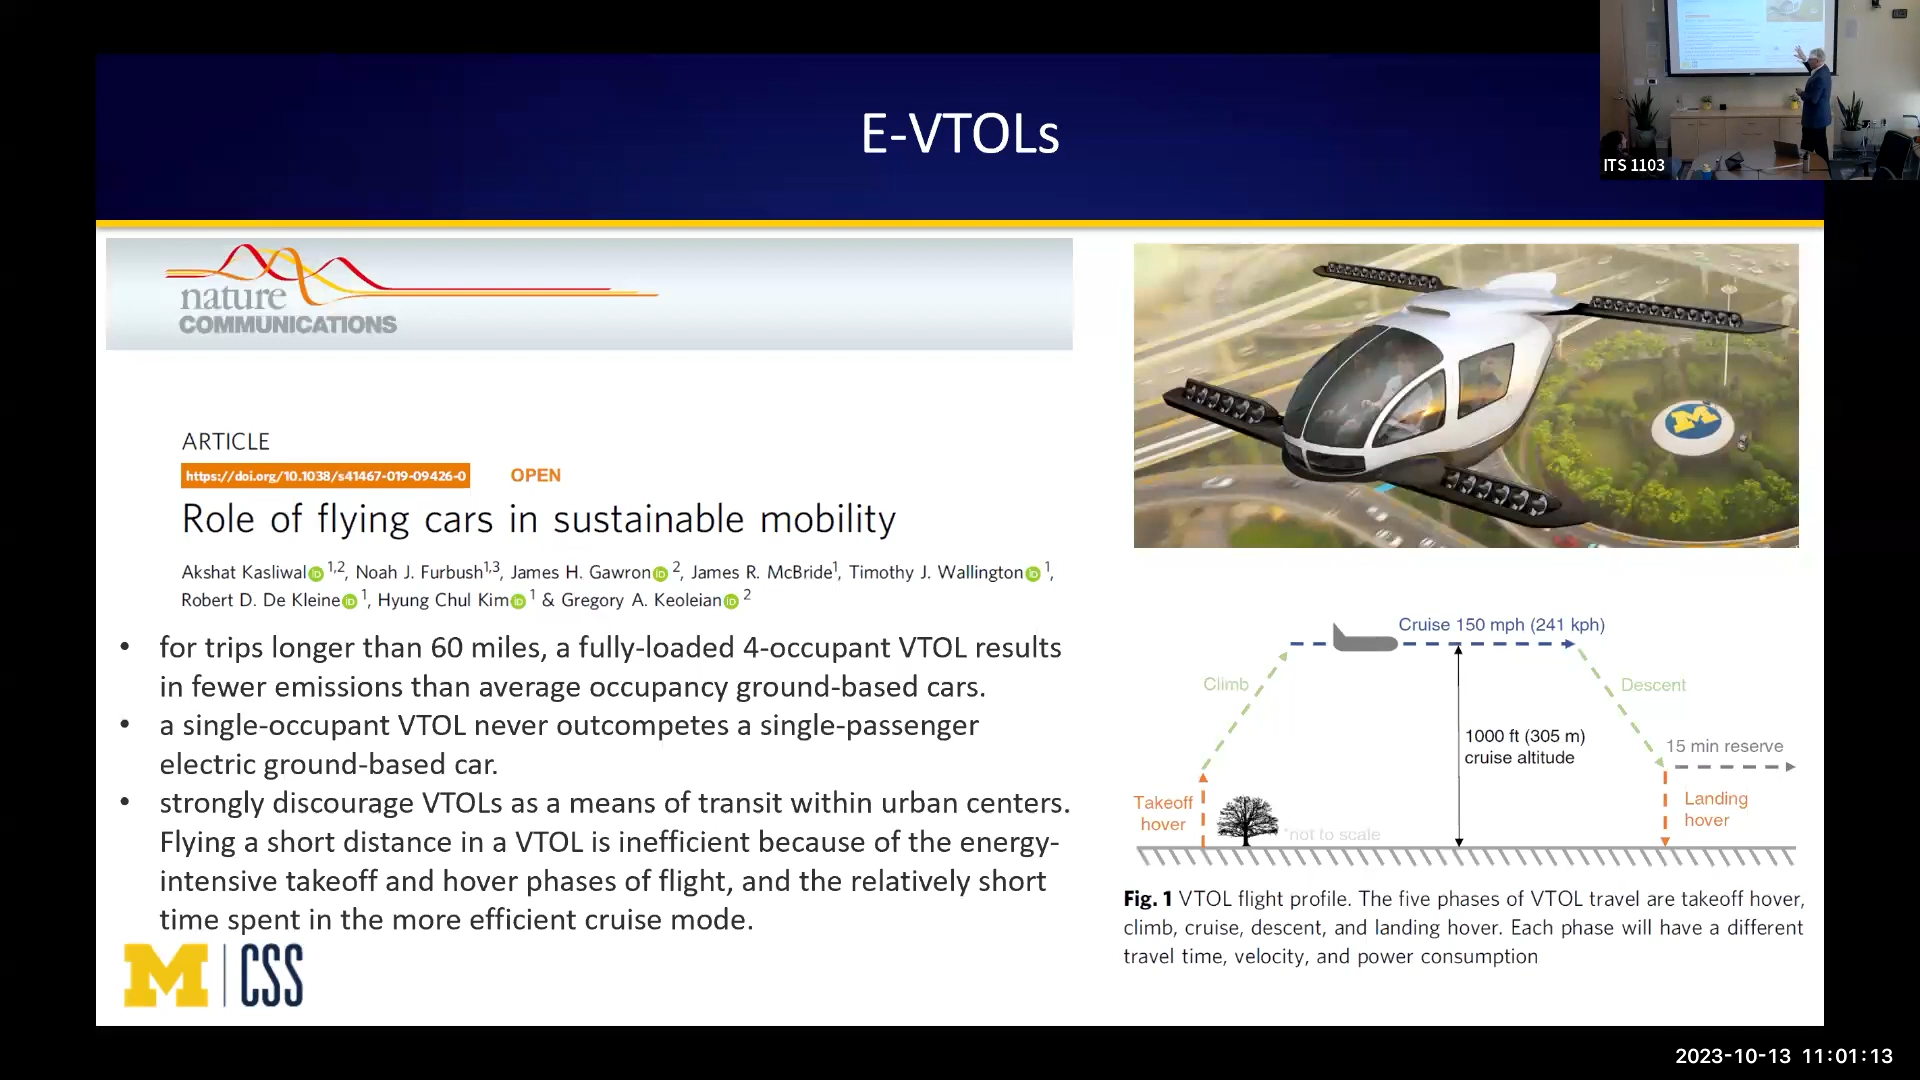 E-VTOLs
ITS 1103
nature
COMMUNICATIONS
ARTICLE
https://doi.org/10.1038/s41467-019-09426-0 OPEN
Role of flying cars in sustainable mobility
Akshat Kasliwal iD 1,2, Noah J. Furbush1,3, James H. Gawron iD 2, James R. McBride1, Timothy J. Wallington iD 1,
Robert D. De Kleine iD 1, Hyung Chul Kim iD 1 & Gregory A. Keoleian iD 2
• for trips longer than 60 miles, a fully-loaded 4-occupant VTOL results
in fewer emissions than average occupancy ground-based cars.
• a single-occupant VTOL never outcompetes a single-passenger
electric ground-based car.
• strongly discourage VTOLs as a means of transit within urban centers.
Flying a short distance in a VTOL is inefficient because of the energy-
intensive takeoff and hover phases of flight, and the relatively short
time spent in the more efficient cruise mode.
M CSS
M
Cruise 150 mph (241 kph)
Climb
Descent
1000 ft (305 m)
cruise altitude
15 min reserve
Takeoff
hover
Landing
hover
*not to scale
Fig. 1 VTOL flight profile. The five phases of VTOL travel are takeoff hover,
climb, cruise, descent, and landing hover. Each phase will have a different
travel time, velocity, and power consumption
2023-10-13 11:01:13